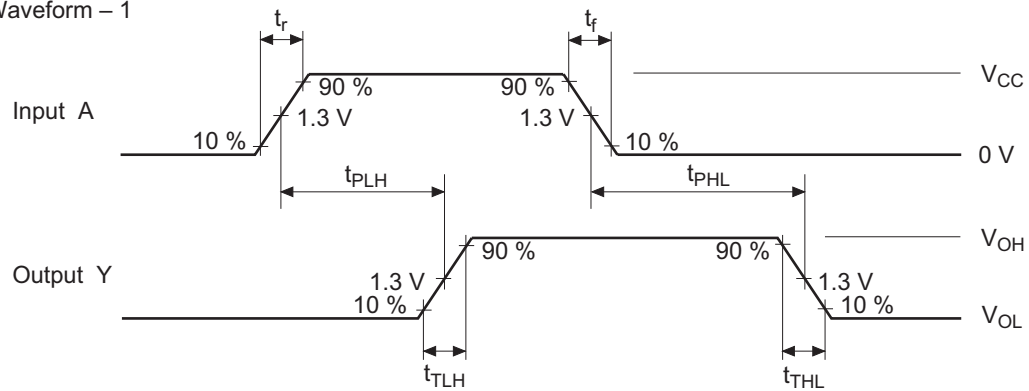 Waveform – 1
tr
tf
90 %
90 %
VCC
Input A
1.3 V
1.3 V
10 %
10 %
0 V
tPLH
tPHL
90 %
90 %
VOH
Output Y
1.3 V
1.3 V
10 %
10 %
VOL
tTLH
tTHL